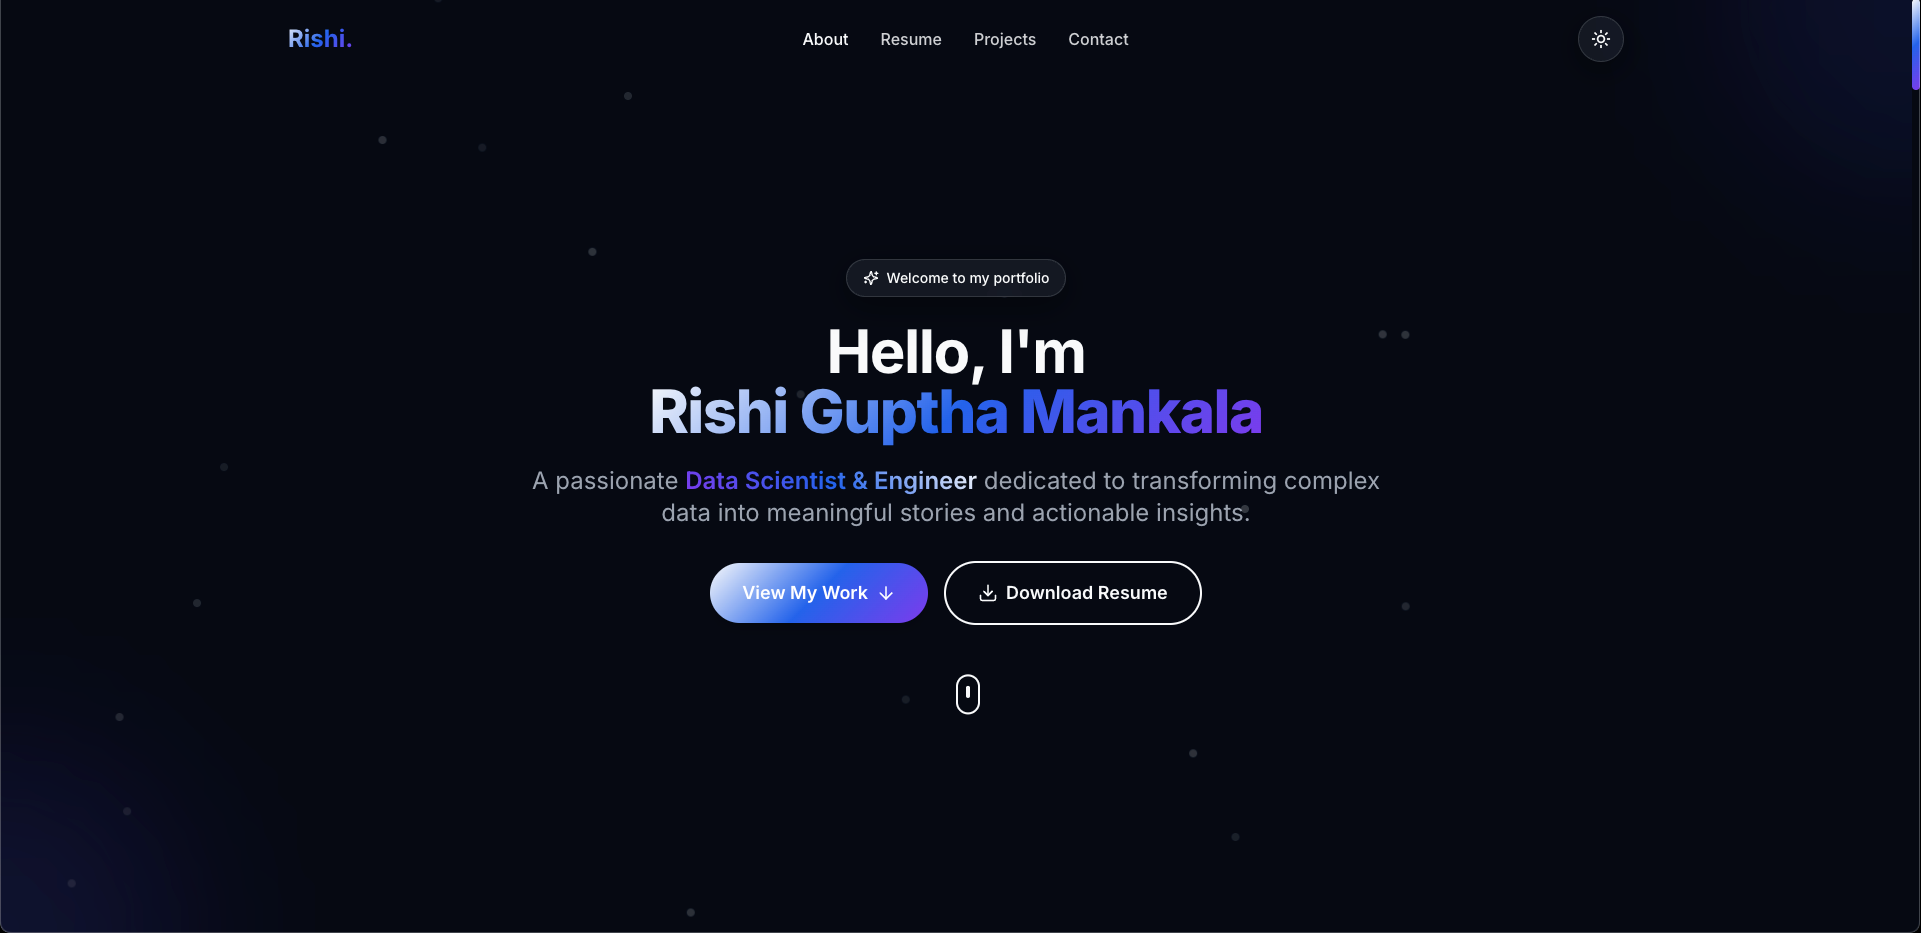 Rishi.
About
Resume
Projects
Contact
Welcome to my portfolio
Hello, I'm
Rishi Guptha Mankala
A passionate Data Scientist & Engineer dedicated to transforming complex
data into meaningful stories and actionable insights.
View My Work
Download Resume